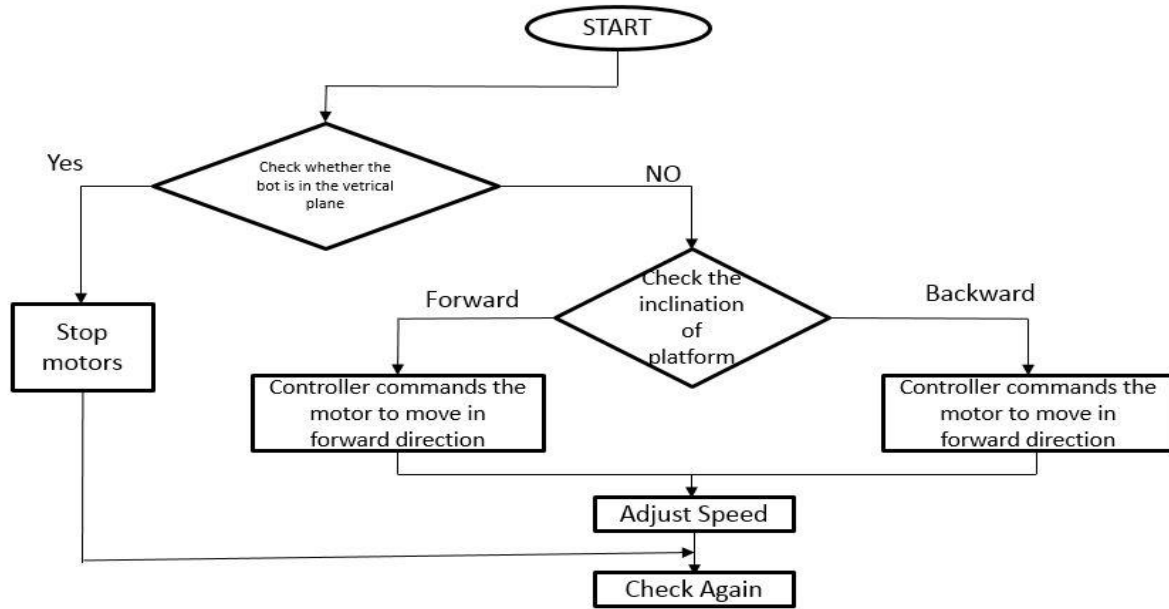 START
Yes
Check whether the
bot is in the vetrical
plane
NO
Check the
inclination
of
platform
Forward
Backward
Stop
motors
Controller commands the
motor to move in
forward direction
Controller commands the
motor to move in
forward direction
Adjust Speed
Check Again